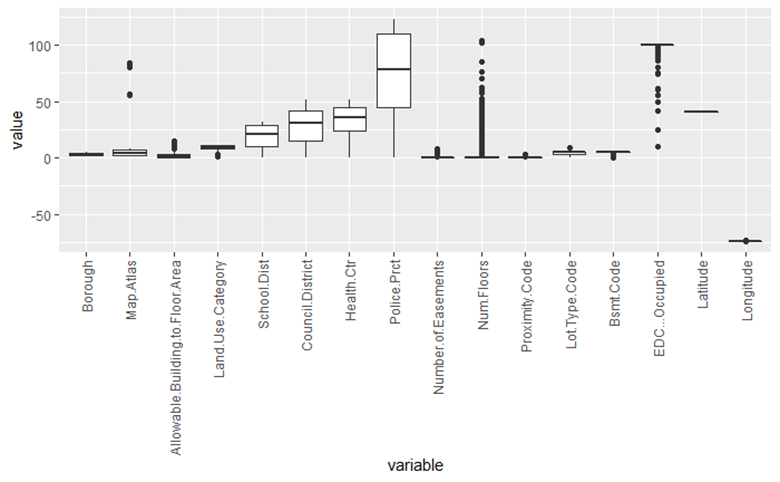 value
100
50
0
-50
Borough
Map.Atlas
Allowable.Building.to.Floor.Area
Land.Use.Category
School.Dist
Council.District
Health.Ctr
Police.Prct
Number.of.Easements
Num.Floors
Proximity.Code
Lot.Type.Code
Bsmt.Code
EDC...Occupied
Latitude
Longitude
variable